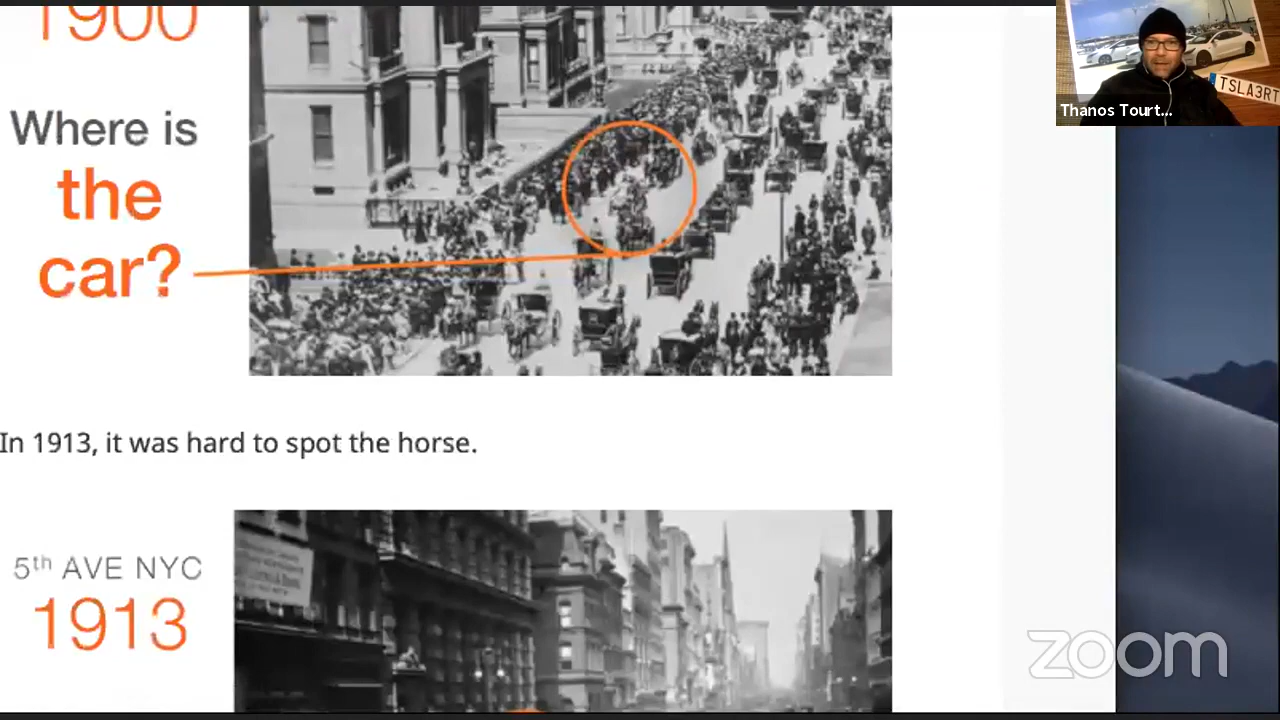 1900
Where is
the
car?
In 1913, it was hard to spot the horse.
5th AVE NYC
1913
Thanos Tourt...
TSLA3RT
zoom